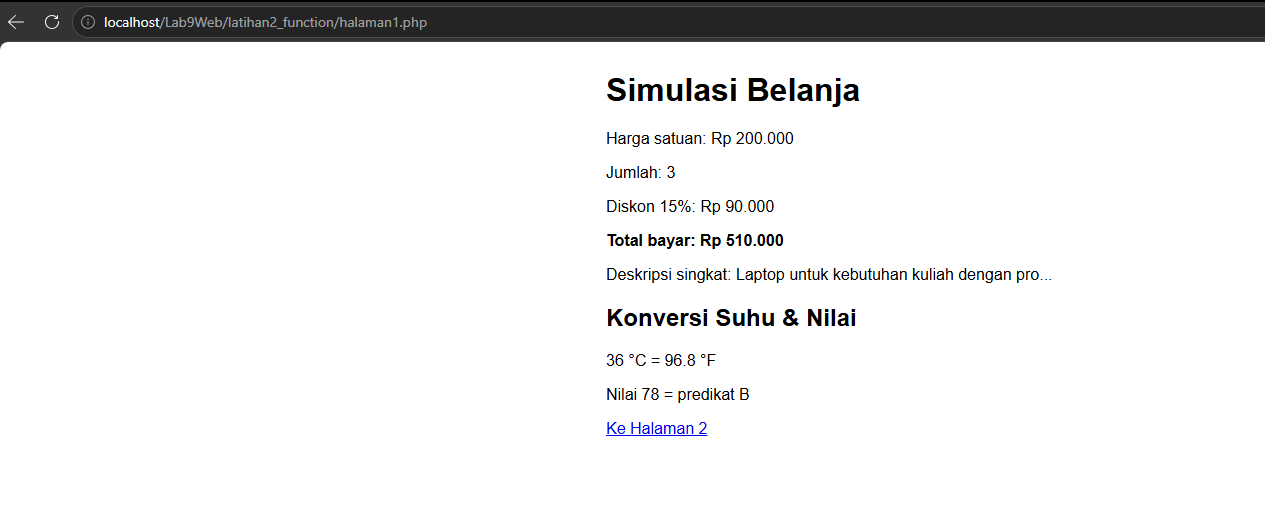 localhost/Lab9Web/latihan2_function/halaman1.php
Simulasi Belanja
Harga satuan: Rp 200.000
Jumlah: 3
Diskon 15%: Rp 90.000
Total bayar: Rp 510.000
Deskripsi singkat: Laptop untuk kebutuhan kuliah dengan pro...
Konversi Suhu & Nilai
36 °C = 96.8 °F
Nilai 78 = predikat B
Ke Halaman 2